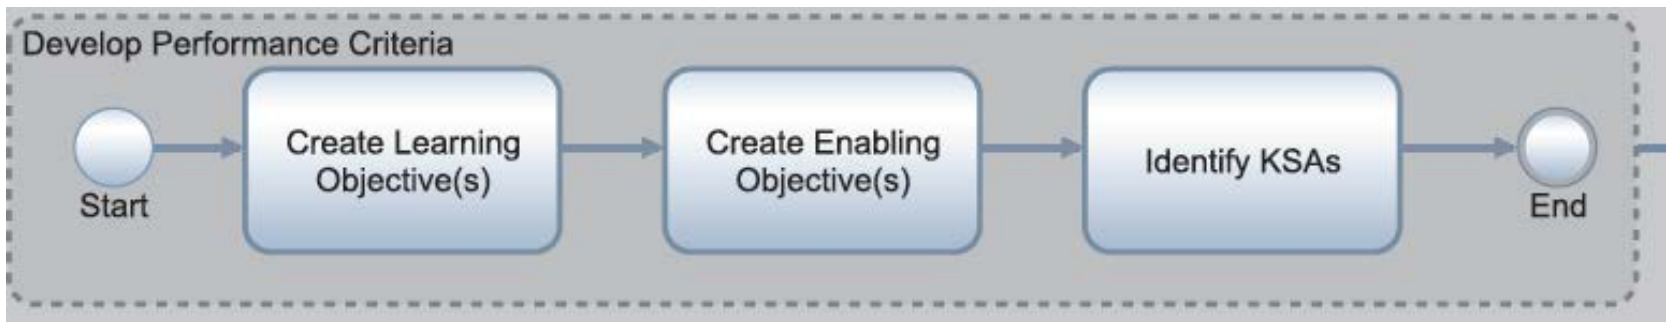 Develop Performance Criteria
Start
Create Learning
Objective(s)
Create Enabling
Objective(s)
Identify KSAs
End